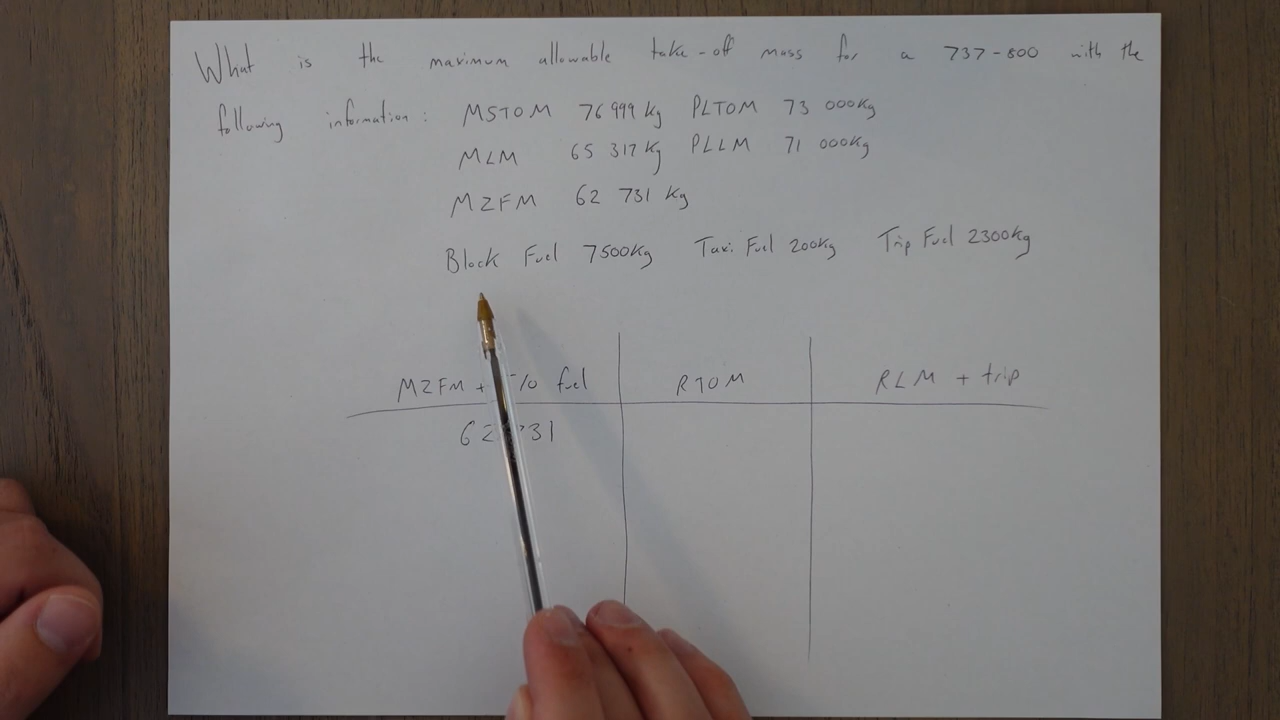 What is the maximum allowable take-off mass for a 737-800 with the
following information: MSTOM 76 999 kg PLTOM 73 000Kg
MLM 65 317 Kg PLLM 71 000Kg
MZFM 62 731 Kg
Block Fuel 7500Kg Taxi Fuel 200Kg Trip Fuel 2300Kg
MZFM + fuel RTOM RLM + trip